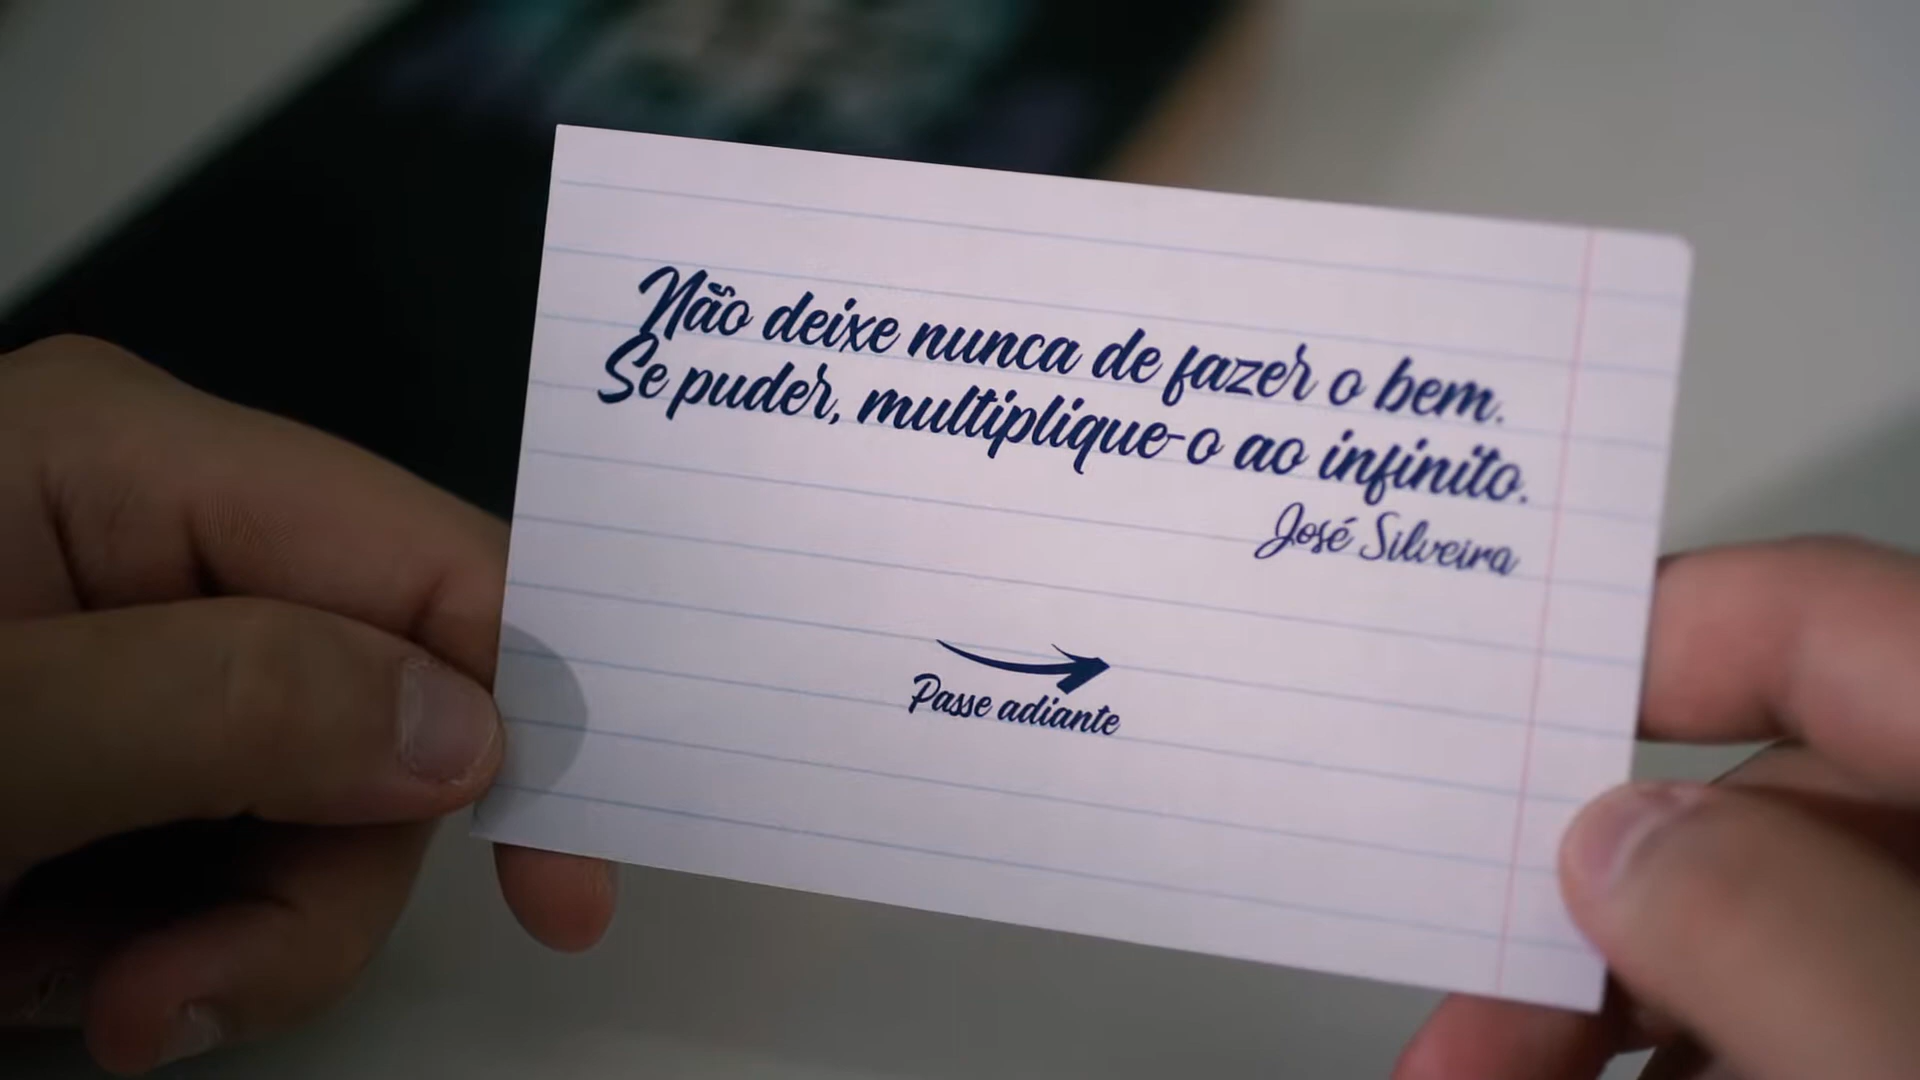 Não deixe nunca de fazer o bem.
Se puder, multiplique-o ao infinito.
José Silveira
Passe adiante